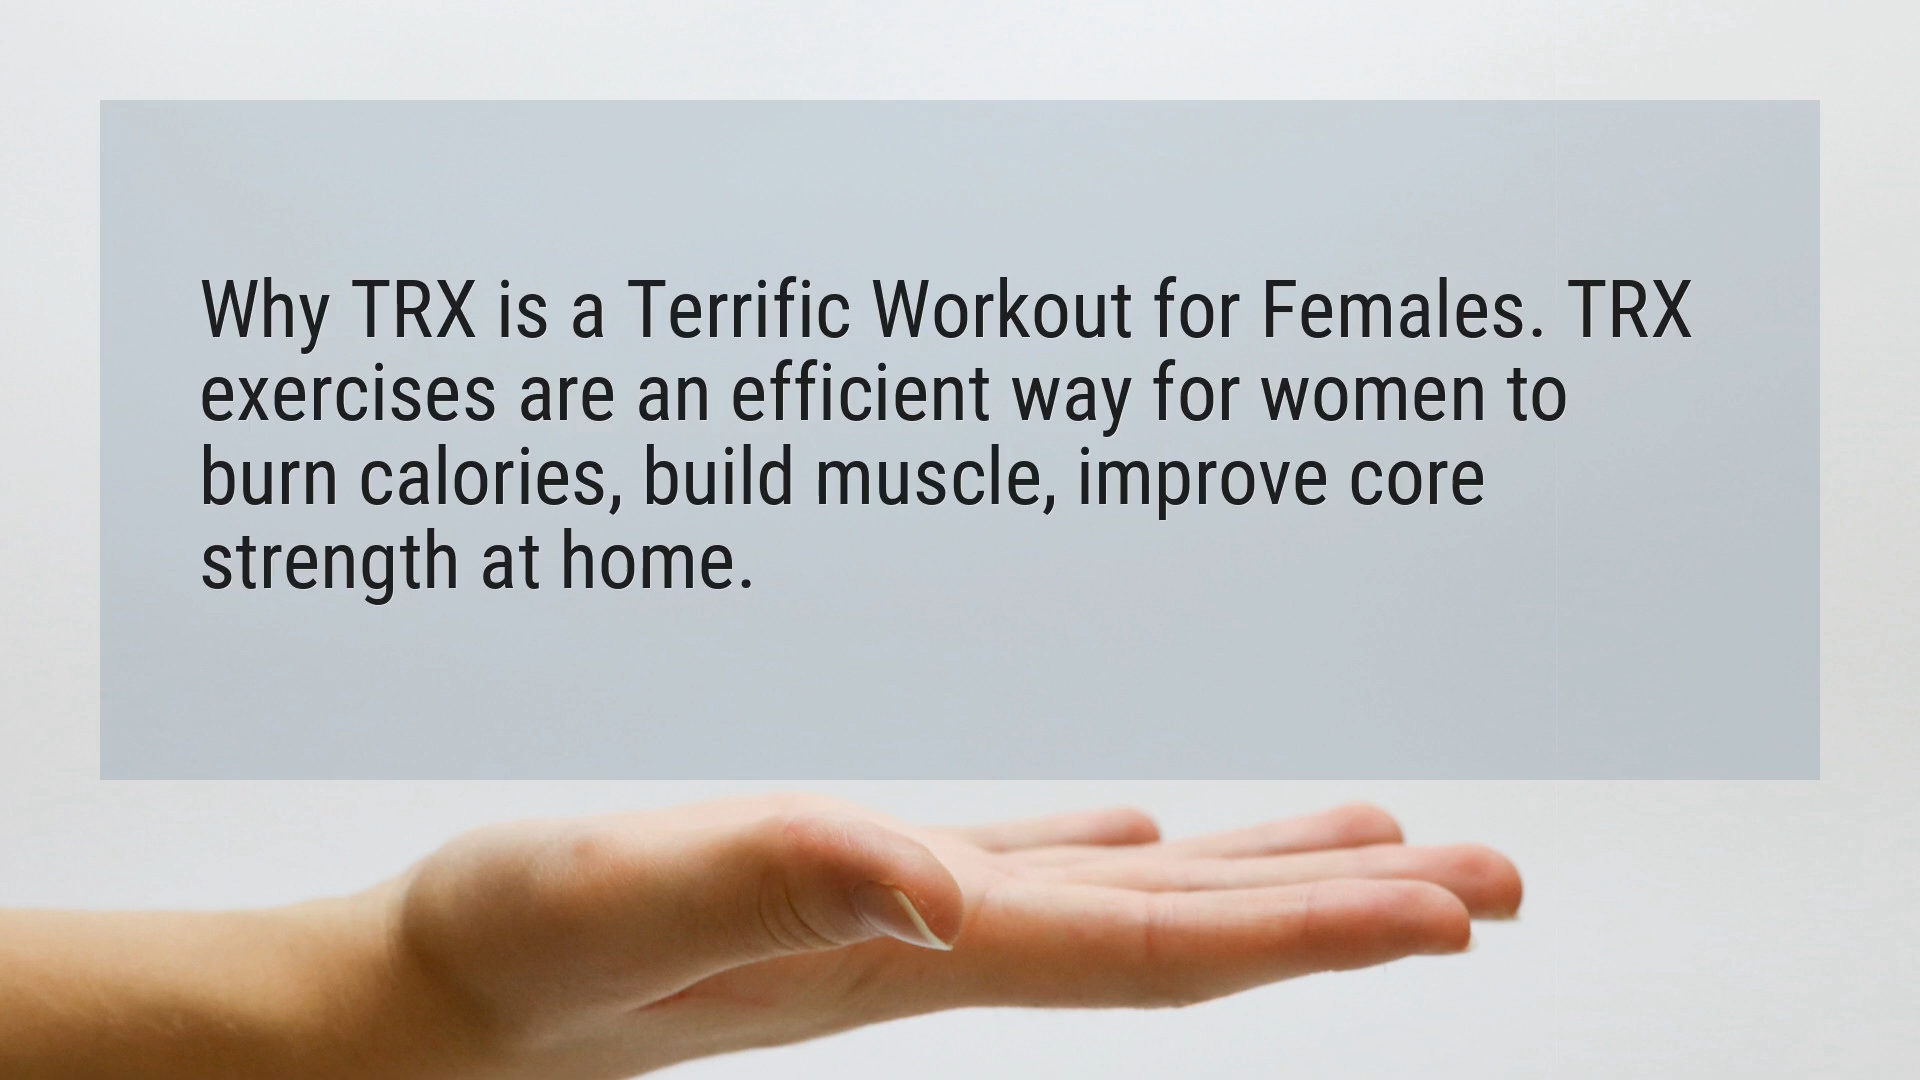 Why TRX is a Terrific Workout for Females. TRX
exercises are an efficient way for women to
burn calories, build muscle, improve core
strength at home.